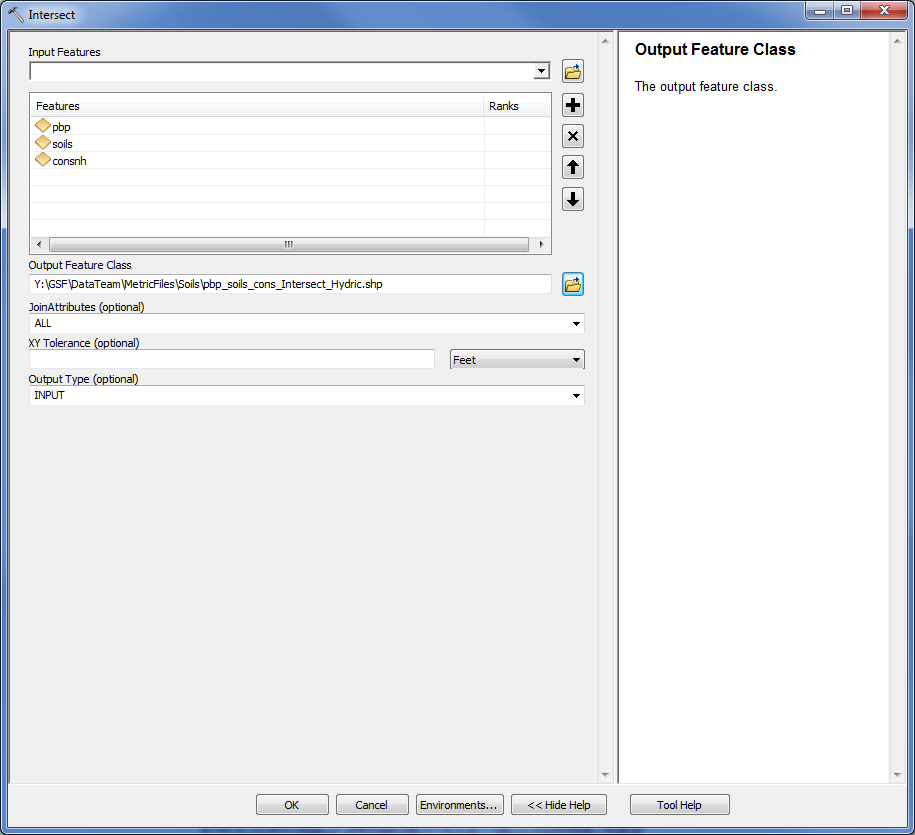 Intersect
Input Features
Features Ranks
pbp
soils
consnh
Output Feature Class
Y:\GSF\DataTeam\MetricFiles\Soils\pbp_soils_cons_Intersect_Hydric.shp
JoinAttributes (optional)
ALL
XY Tolerance (optional)
Feet
Output Type (optional)
INPUT
OK Cancel Environments... << Hide Help Tool Help
Output Feature Class
The output feature class.